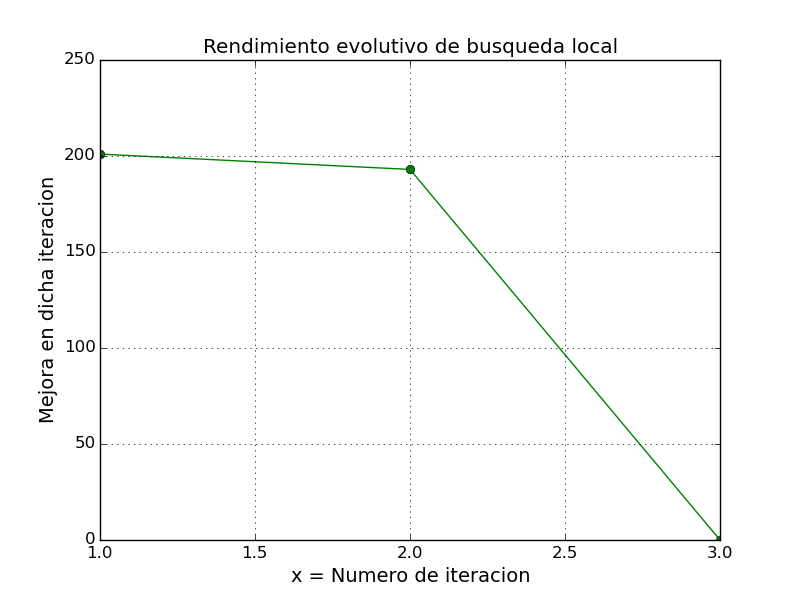 Rendimiento evolutivo de busqueda local
250
200
150
100
50
0
Mejora en dicha iteracion
1.0 1.5 2.0 2.5 3.0
x = Numero de iteracion